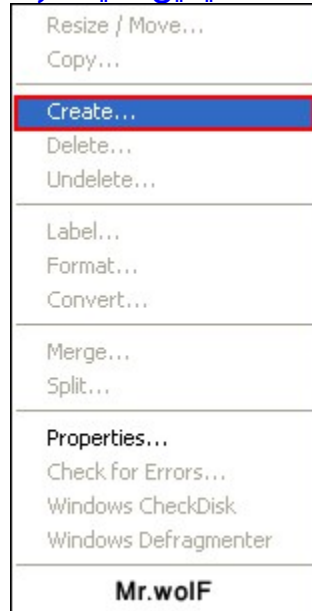 Resize / Move...
Copy...
Create...
Delete...
Undelete...
Label...
Format...
Convert...
Merge...
Split...
Properties...
Check for Errors...
Windows CheckDisk
Windows Defragmenter
Mr.wolF